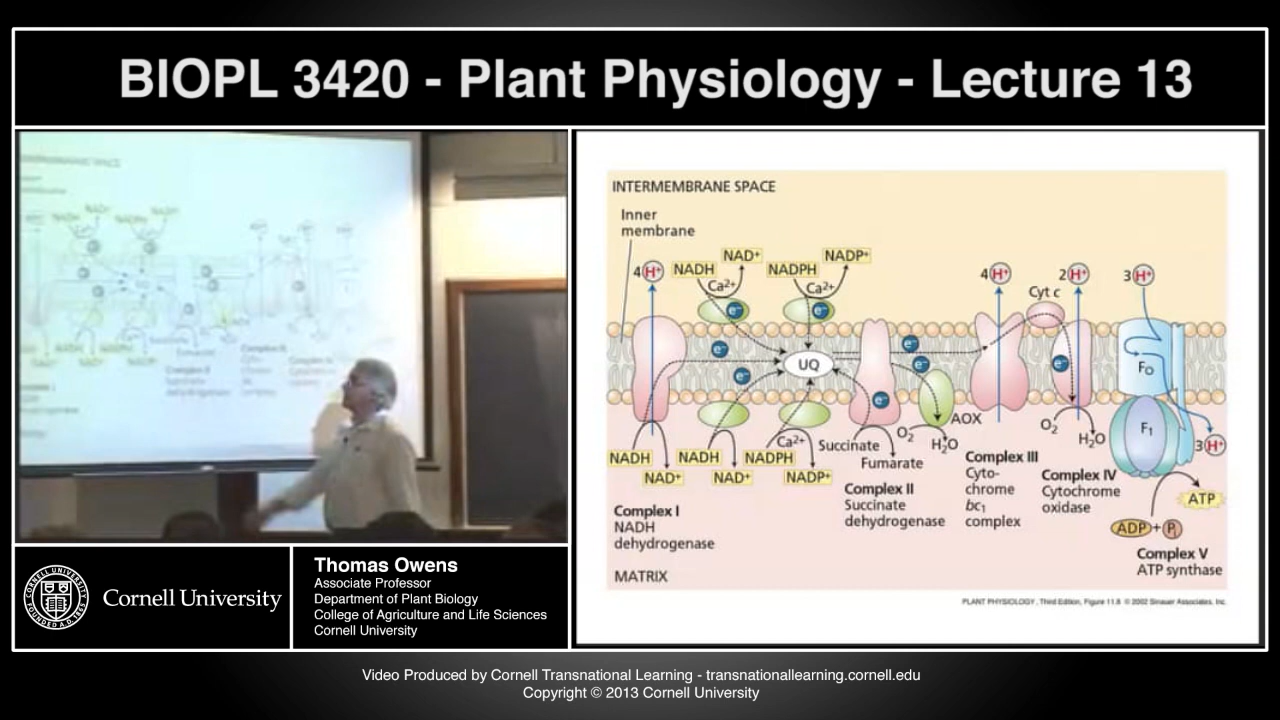 BIOPL 3420 - Plant Physiology - Lecture 13
INTERMEMBRANE SPACE
Inner
membrane
4 H+
NADH
NAD+
NADPH
NADP+
Ca2+
Ca2+
e-
e-
4 H+
Cyt c
2 H+
3 H+
e-
e-
UQ
e-
e-
e-
e-
Fo
F1
AOX
O2
H2O
O2
H2O
3 H+
NADH
NAD+
NADH
NAD+
NADPH
Ca2+
NADP+
Succinate
Fumarate
Complex I
NADH
dehydrogenase
Complex II
Succinate
dehydrogenase
Complex III
Cyto-
chrome
bc1
complex
Complex IV
Cytochrome
oxidase
ATP
ADP + Pi
Complex V
ATP synthase
MATRIX
PLANT PHYSIOLOGY, Third Edition, Figure 11.8 © 2002 Sinauer Associates, Inc.
Cornell University
Thomas Owens
Associate Professor
Department of Plant Biology
College of Agriculture and Life Sciences
Cornell University
Video Produced by Cornell Transnational Learning - transnationallearning.cornell.edu
Copyright © 2013 Cornell University